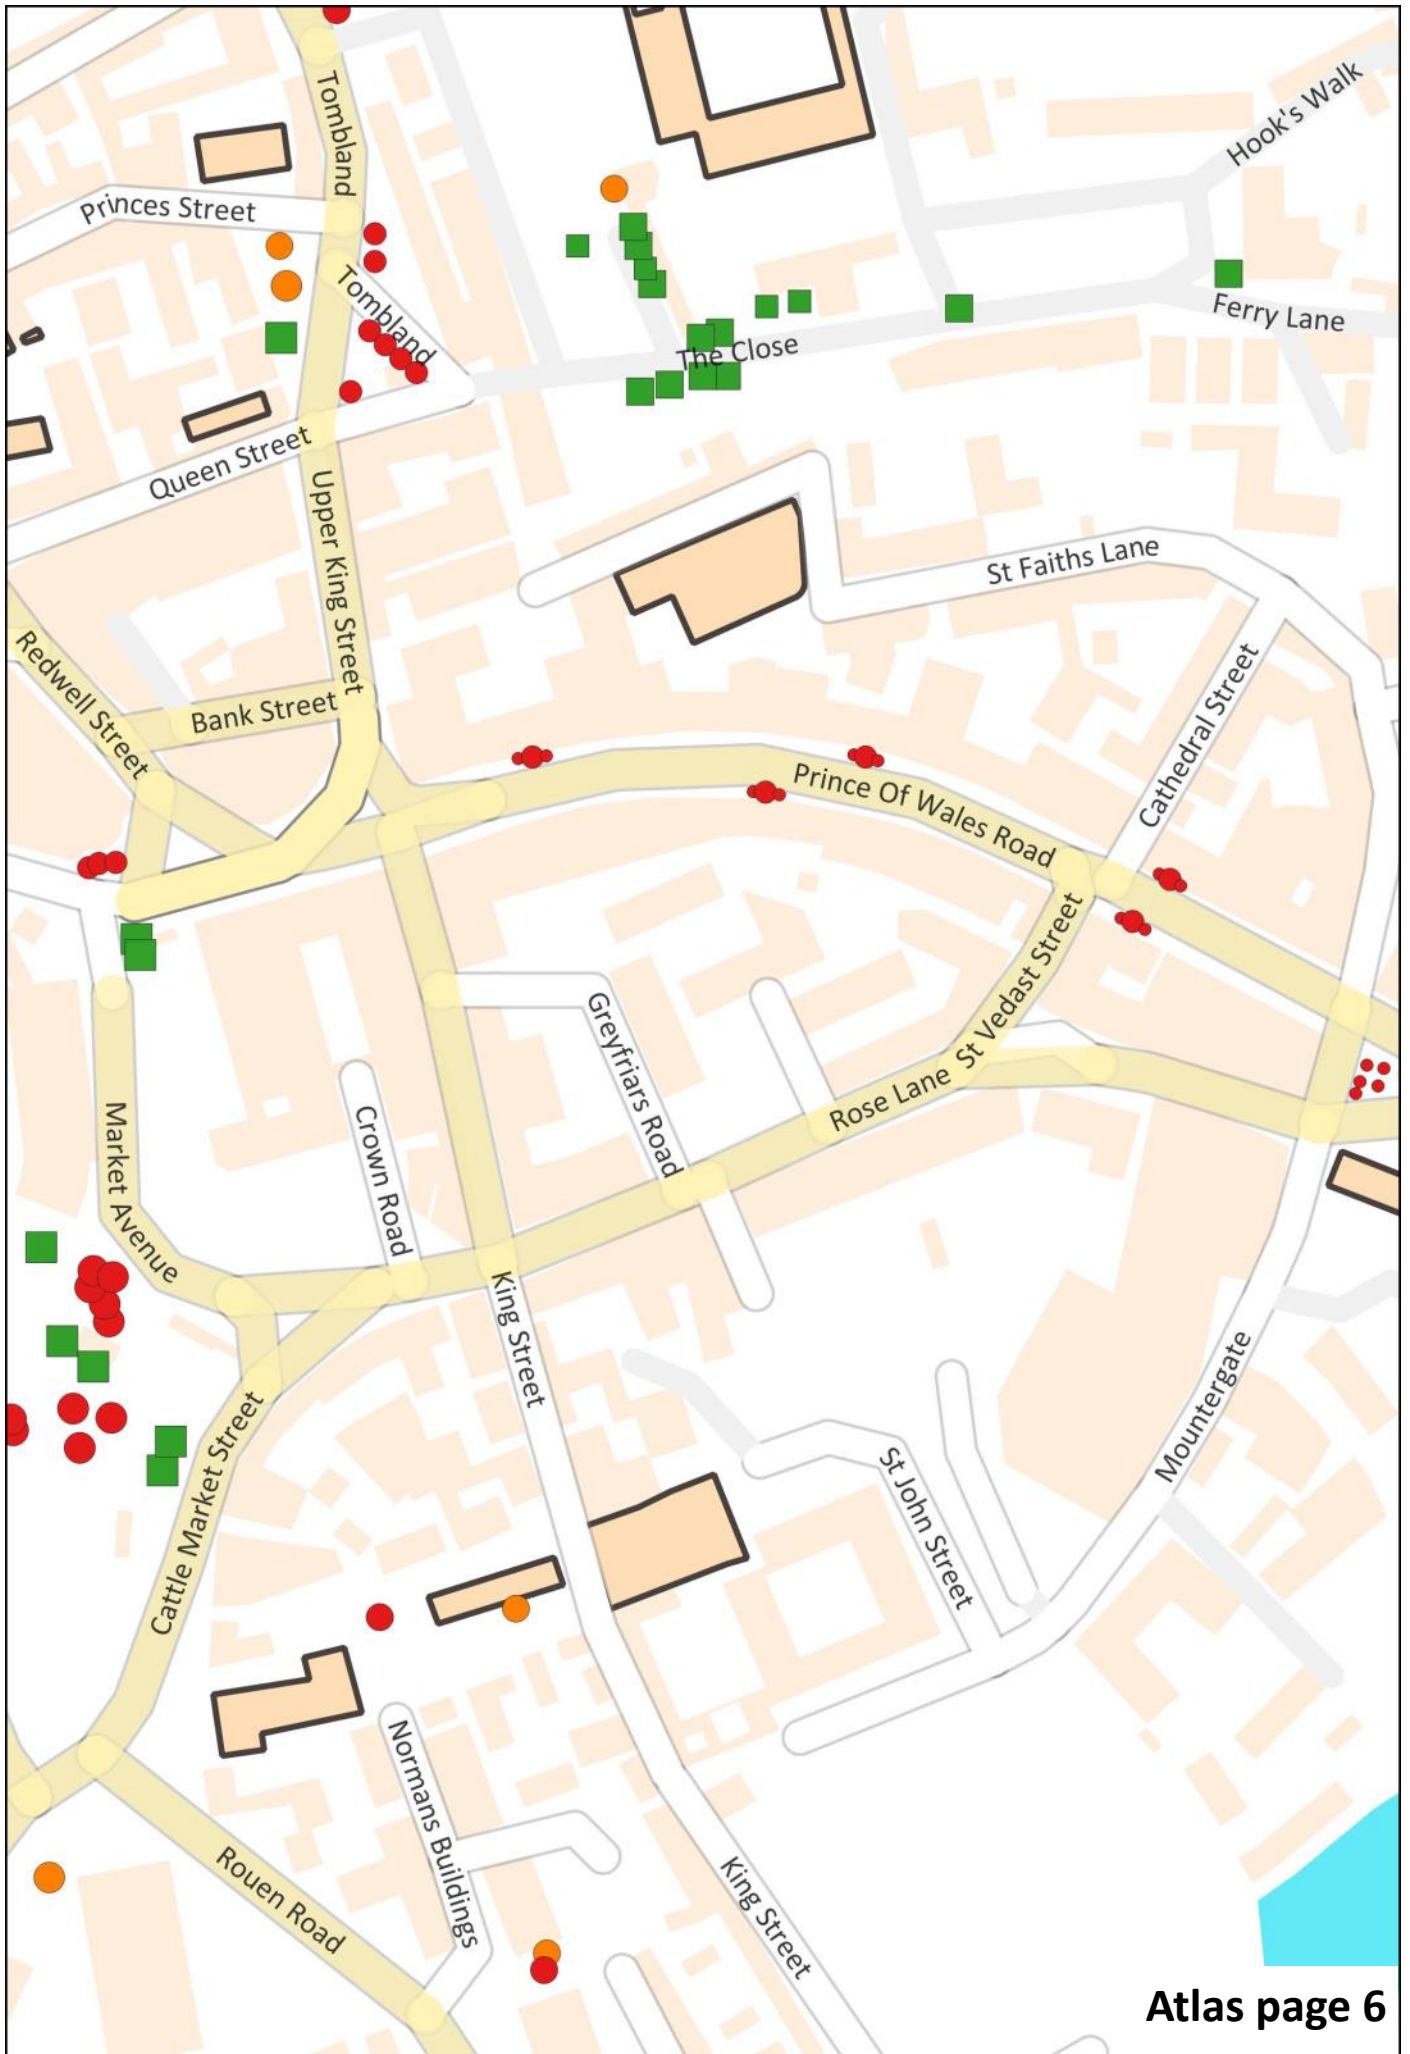 Tombland
Hook's Walk
Princes Street
Tombland
Ferry Lane
The Close
Queen Street
Upper King Street
St Faiths Lane
Redwell Street
Bank Street
Cathedral Street
Prince Of Wales Road
St Vedast Street
Greyfriars Road
Rose Lane
Market Avenue
Crown Road
King Street
Mountergate
Cattle Market Street
St John Street
Normans Buildings
Rouen Road
King Street
Atlas page 6